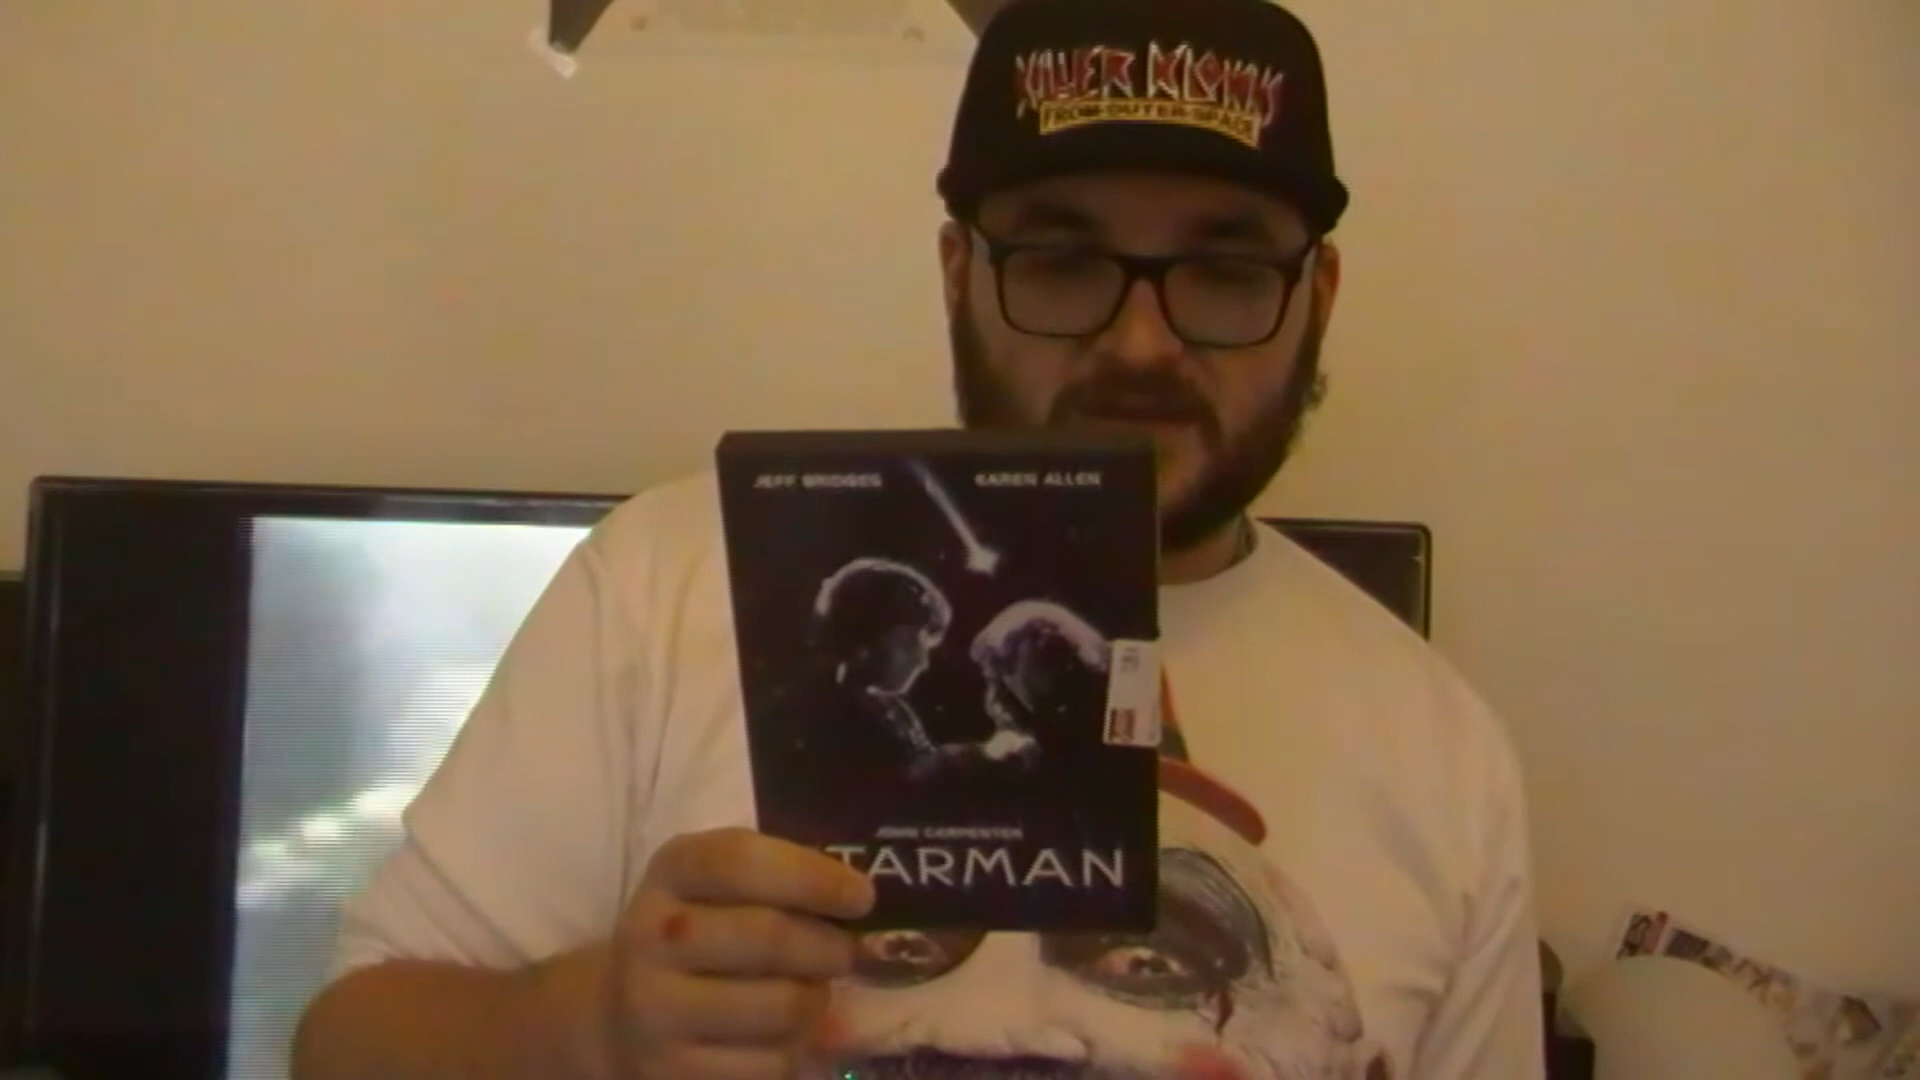 KILLER KLOWNS
FROM OUTER SPACE
JEFF BRIDGES
KAREN ALLEN
JOHN CARPENTER
TARMAN